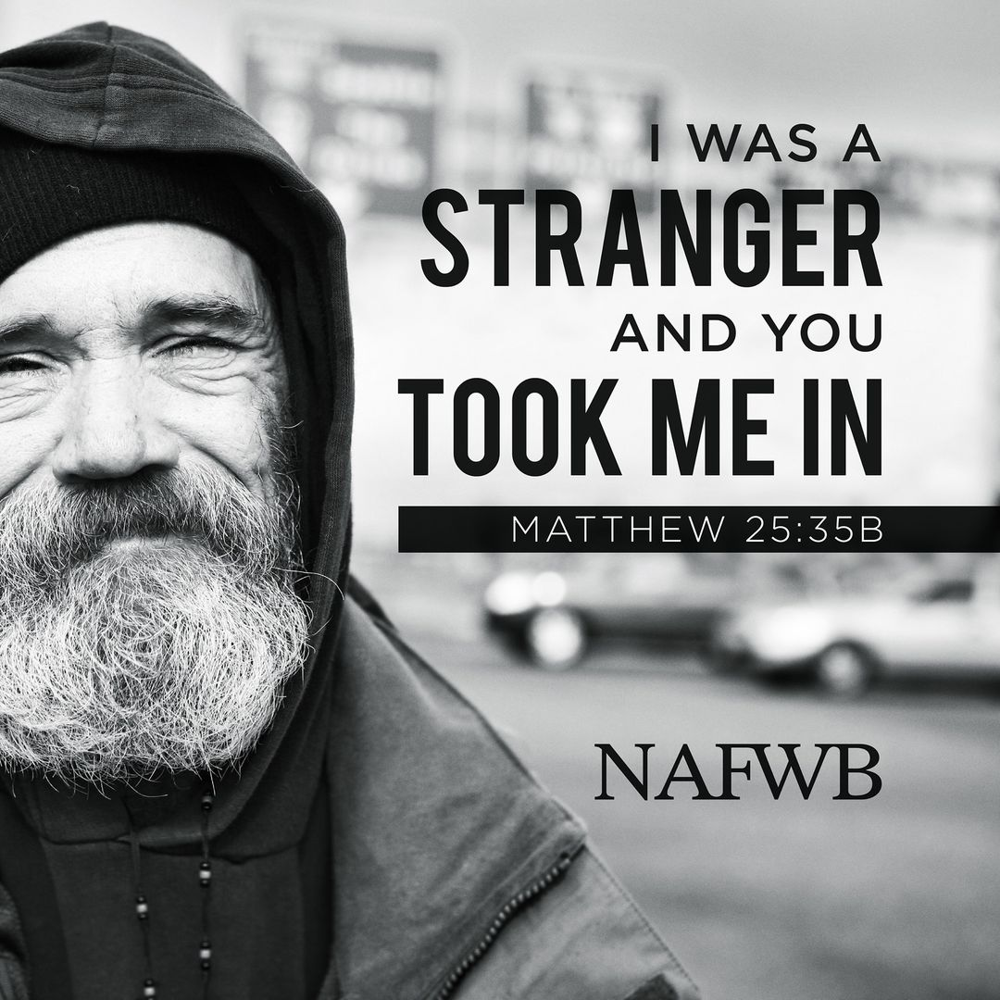 I WAS A
STRANGER
AND YOU
TOOK ME IN
MATTHEW 25:35B
NAFWB